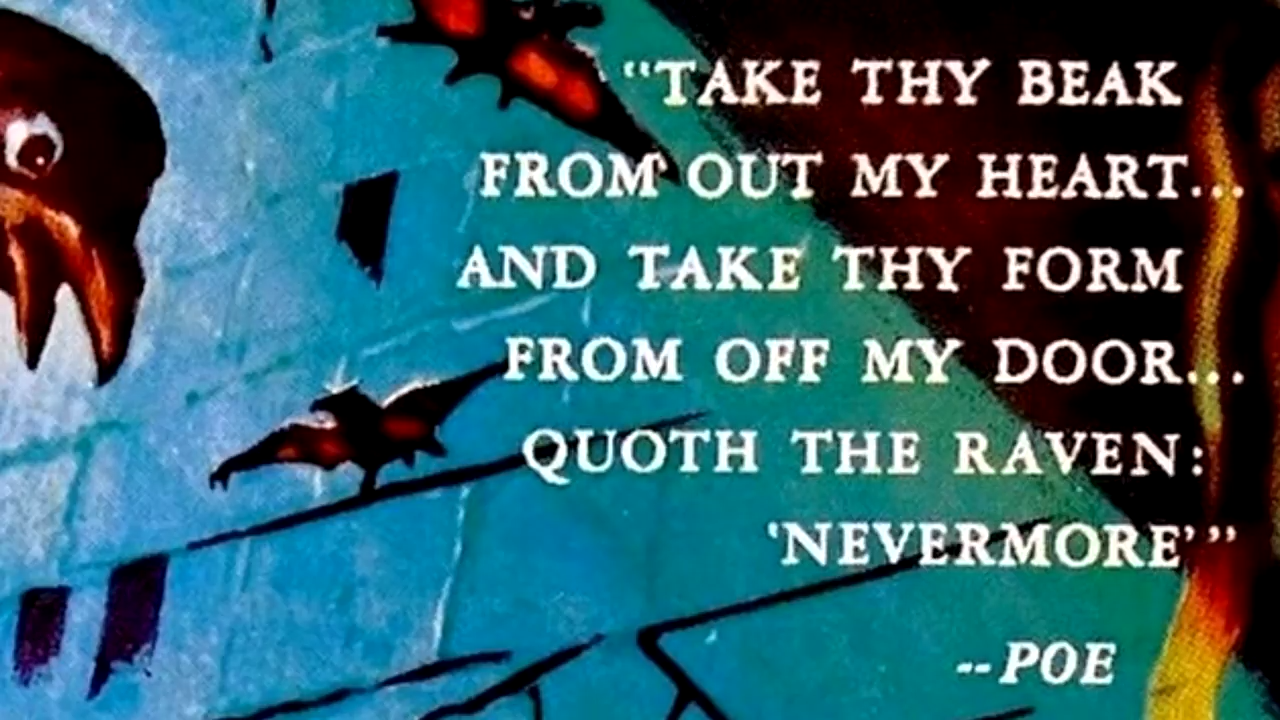 “TAKE THY BEAK
FROM OUT MY HEART...
AND TAKE THY FORM
FROM OFF MY DOOR...
QUOTH THE RAVEN:
‘NEVERMORE’”
--POE